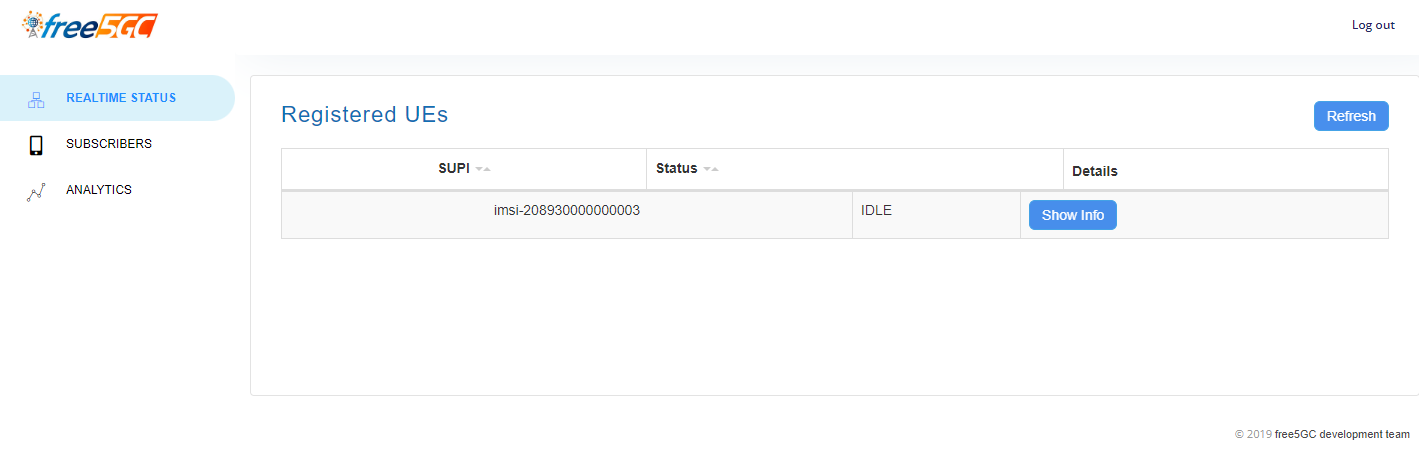 free5GC
Log out
REALTIME STATUS
SUBSCRIBERS
ANALYTICS
Registered UEs
Refresh
SUPI Status Details
imsi-208930000000003 IDLE Show Info
© 2019 free5GC development team